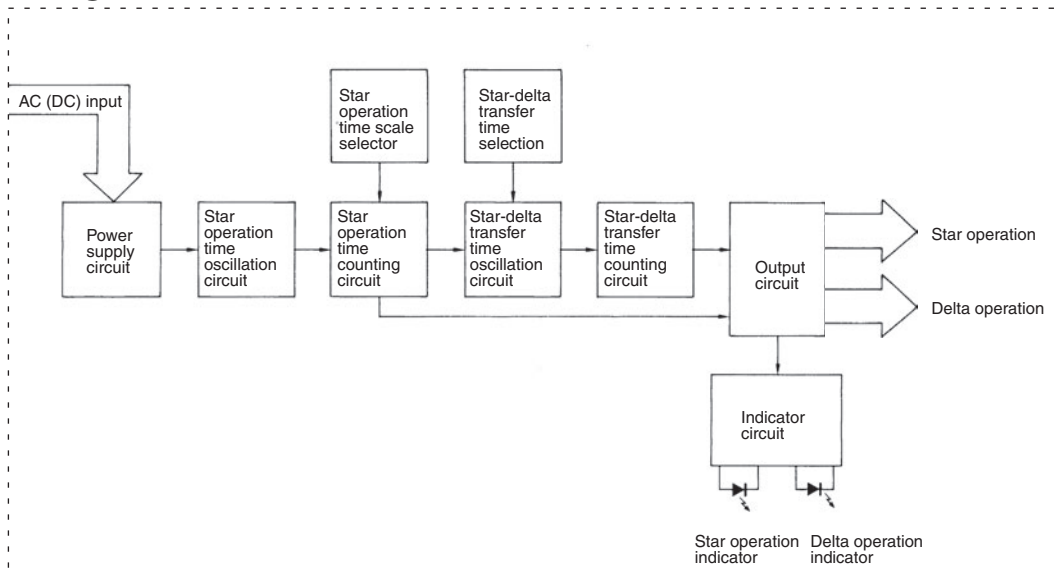 AC (DC) input
Star
operation
time scale
selector
Star-delta
transfer
time
selection
Power
supply
circuit
Star
operation
time
oscillation
circuit
Star
operation
time
counting
circuit
Star-delta
transfer
time
oscillation
circuit
Star-delta
transfer
time
counting
circuit
Output
circuit
Star operation
Delta operation
Indicator
circuit
Star operation
indicator
Delta operation
indicator